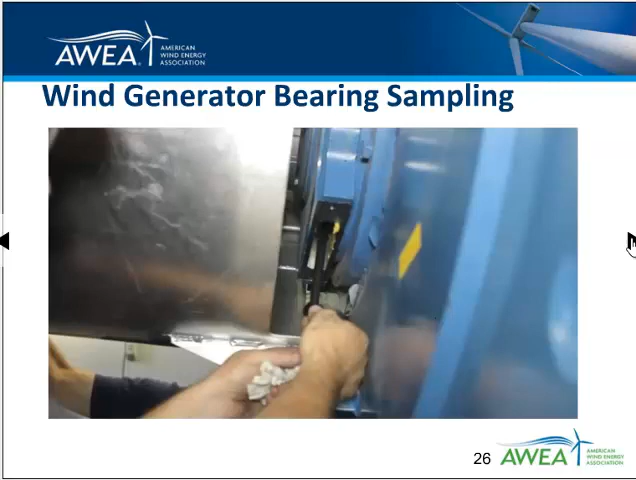 AWEA
AMERICAN
WIND ENERGY
ASSOCIATION
Wind Generator Bearing Sampling
26
AWEA
AMERICAN
WIND ENERGY
ASSOCIATION